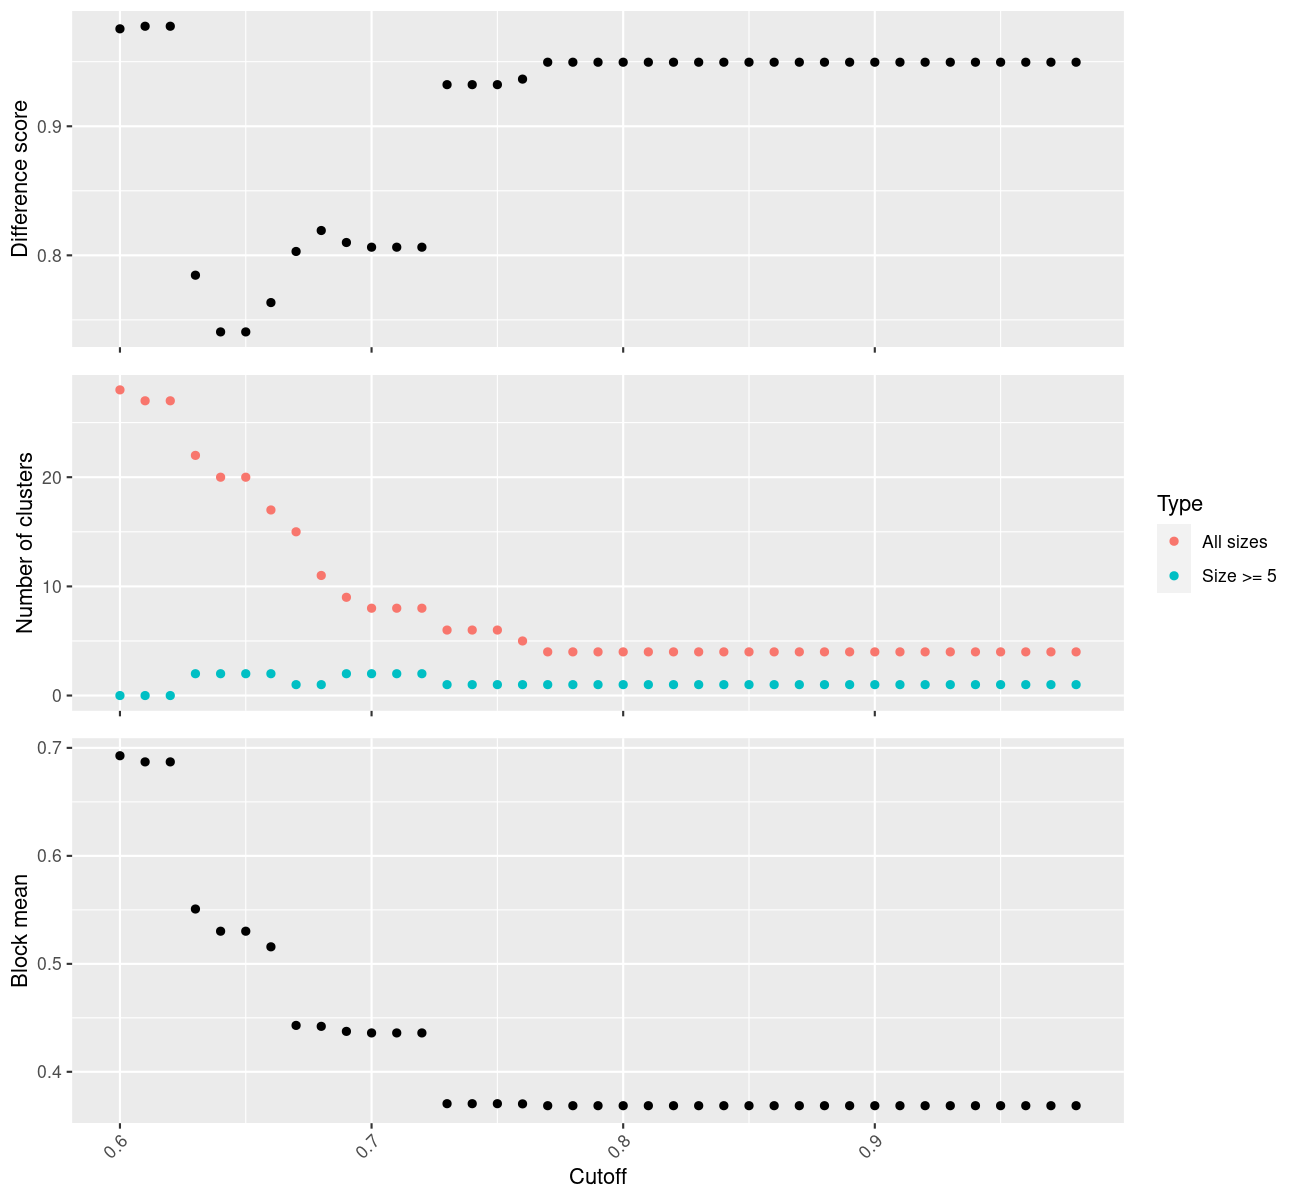 Difference score
0.9
0.8
Number of clusters
20
10
0
Type
All sizes
Size >= 5
Block mean
0.7
0.6
0.5
0.4
0.6
0.7
0.8
0.9
Cutoff